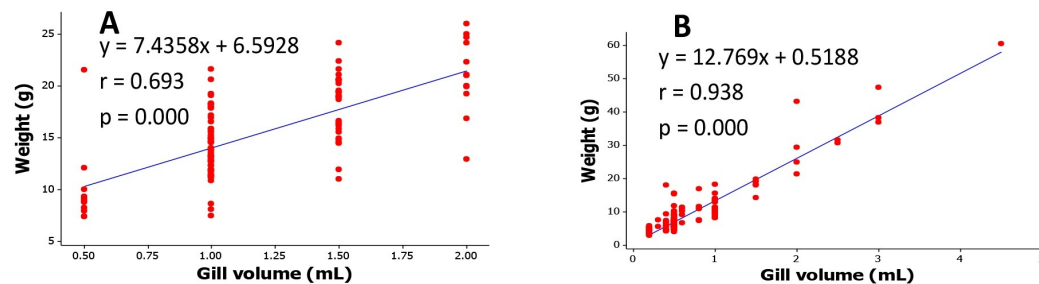 A
y = 7.4358x + 6.5928
r = 0.693
p = 0.000
Weight (g)
25
20
15
10
5
0.50 0.75 1.00 1.25 1.50 1.75 2.00
Gill volume (mL)
B
y = 12.769x + 0.5188
r = 0.938
p = 0.000
Weight (g)
60
50
40
30
20
10
0
0 1 2 3 4
Gill volume (mL)